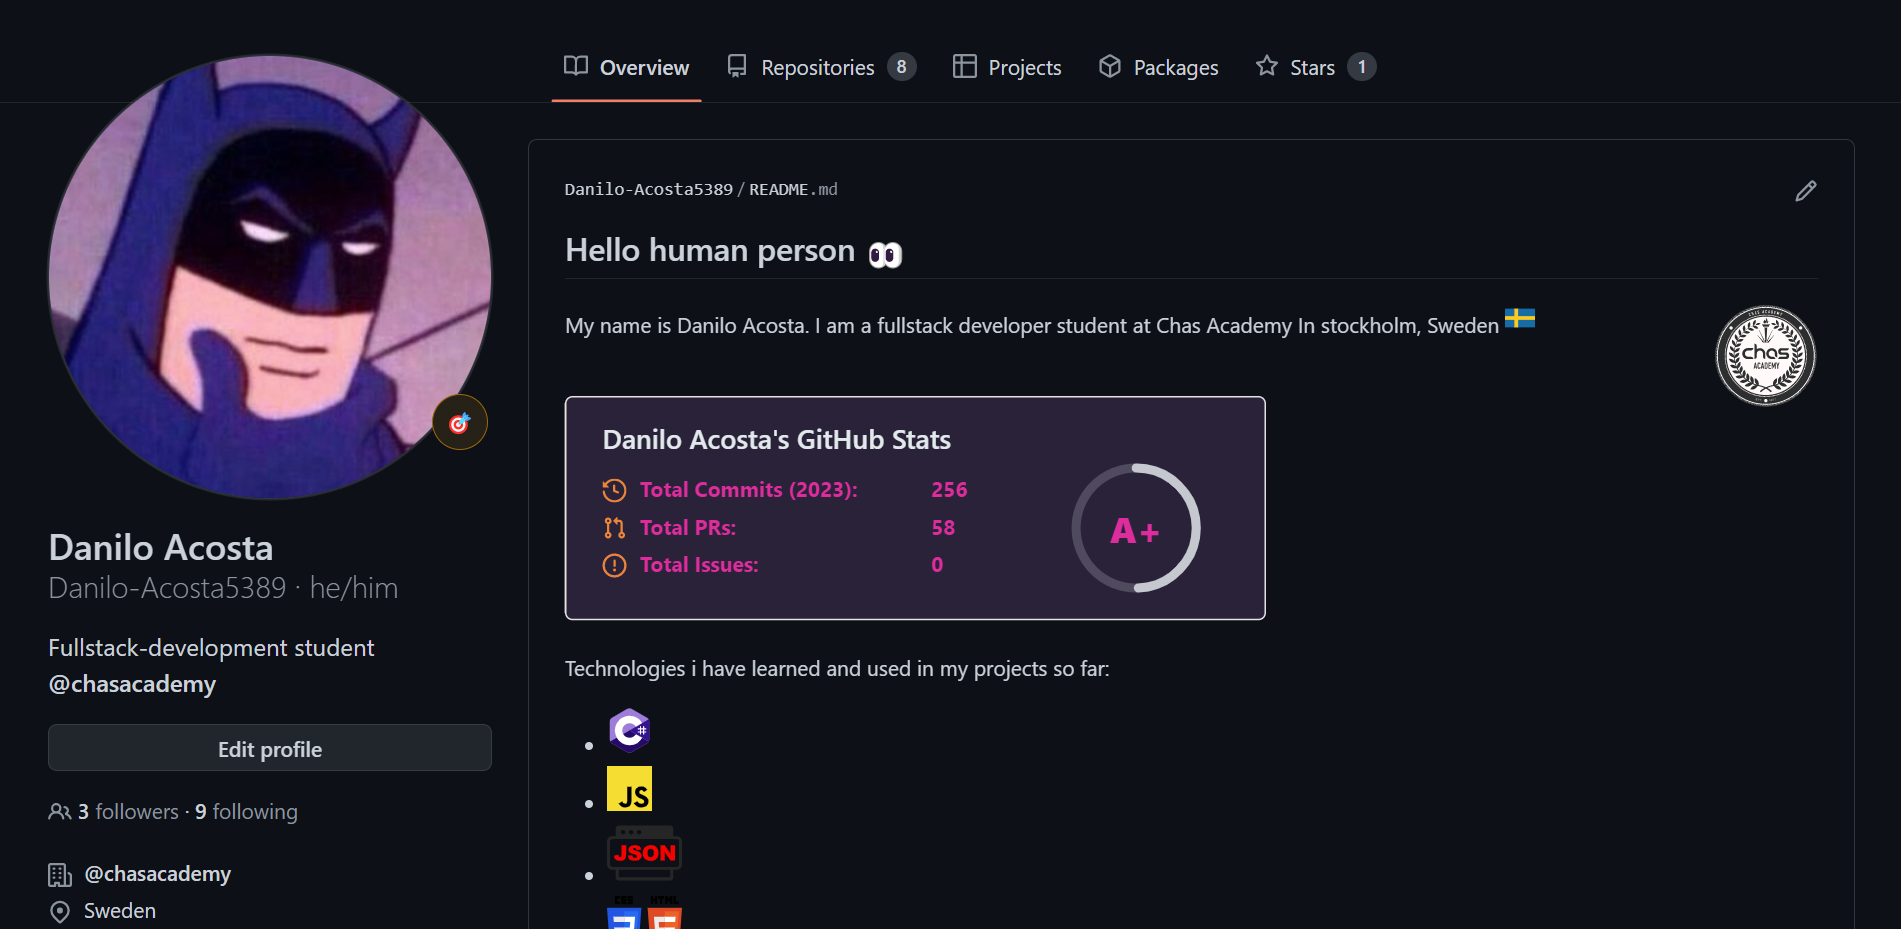 Overview Repositories 8 Projects Packages Stars 1
Danilo-Acosta5389/README.md
Hello human person
My name is Danilo Acosta. I am a fullstack developer student at Chas Academy In stockholm, Sweden
CHAS ACADEMY
chas
ACADEMY
Danilo Acosta's GitHub Stats
Total Commits (2023): 256
Total PRs: 58
Total Issues: 0
A+
Technologies i have learned and used in my projects so far:
C#
JS
JSON
CSS HTML
Danilo Acosta
Danilo-Acosta5389 · he/him
Fullstack-development student
@chasacademy
Edit profile
3 followers · 9 following
@chasacademy
Sweden